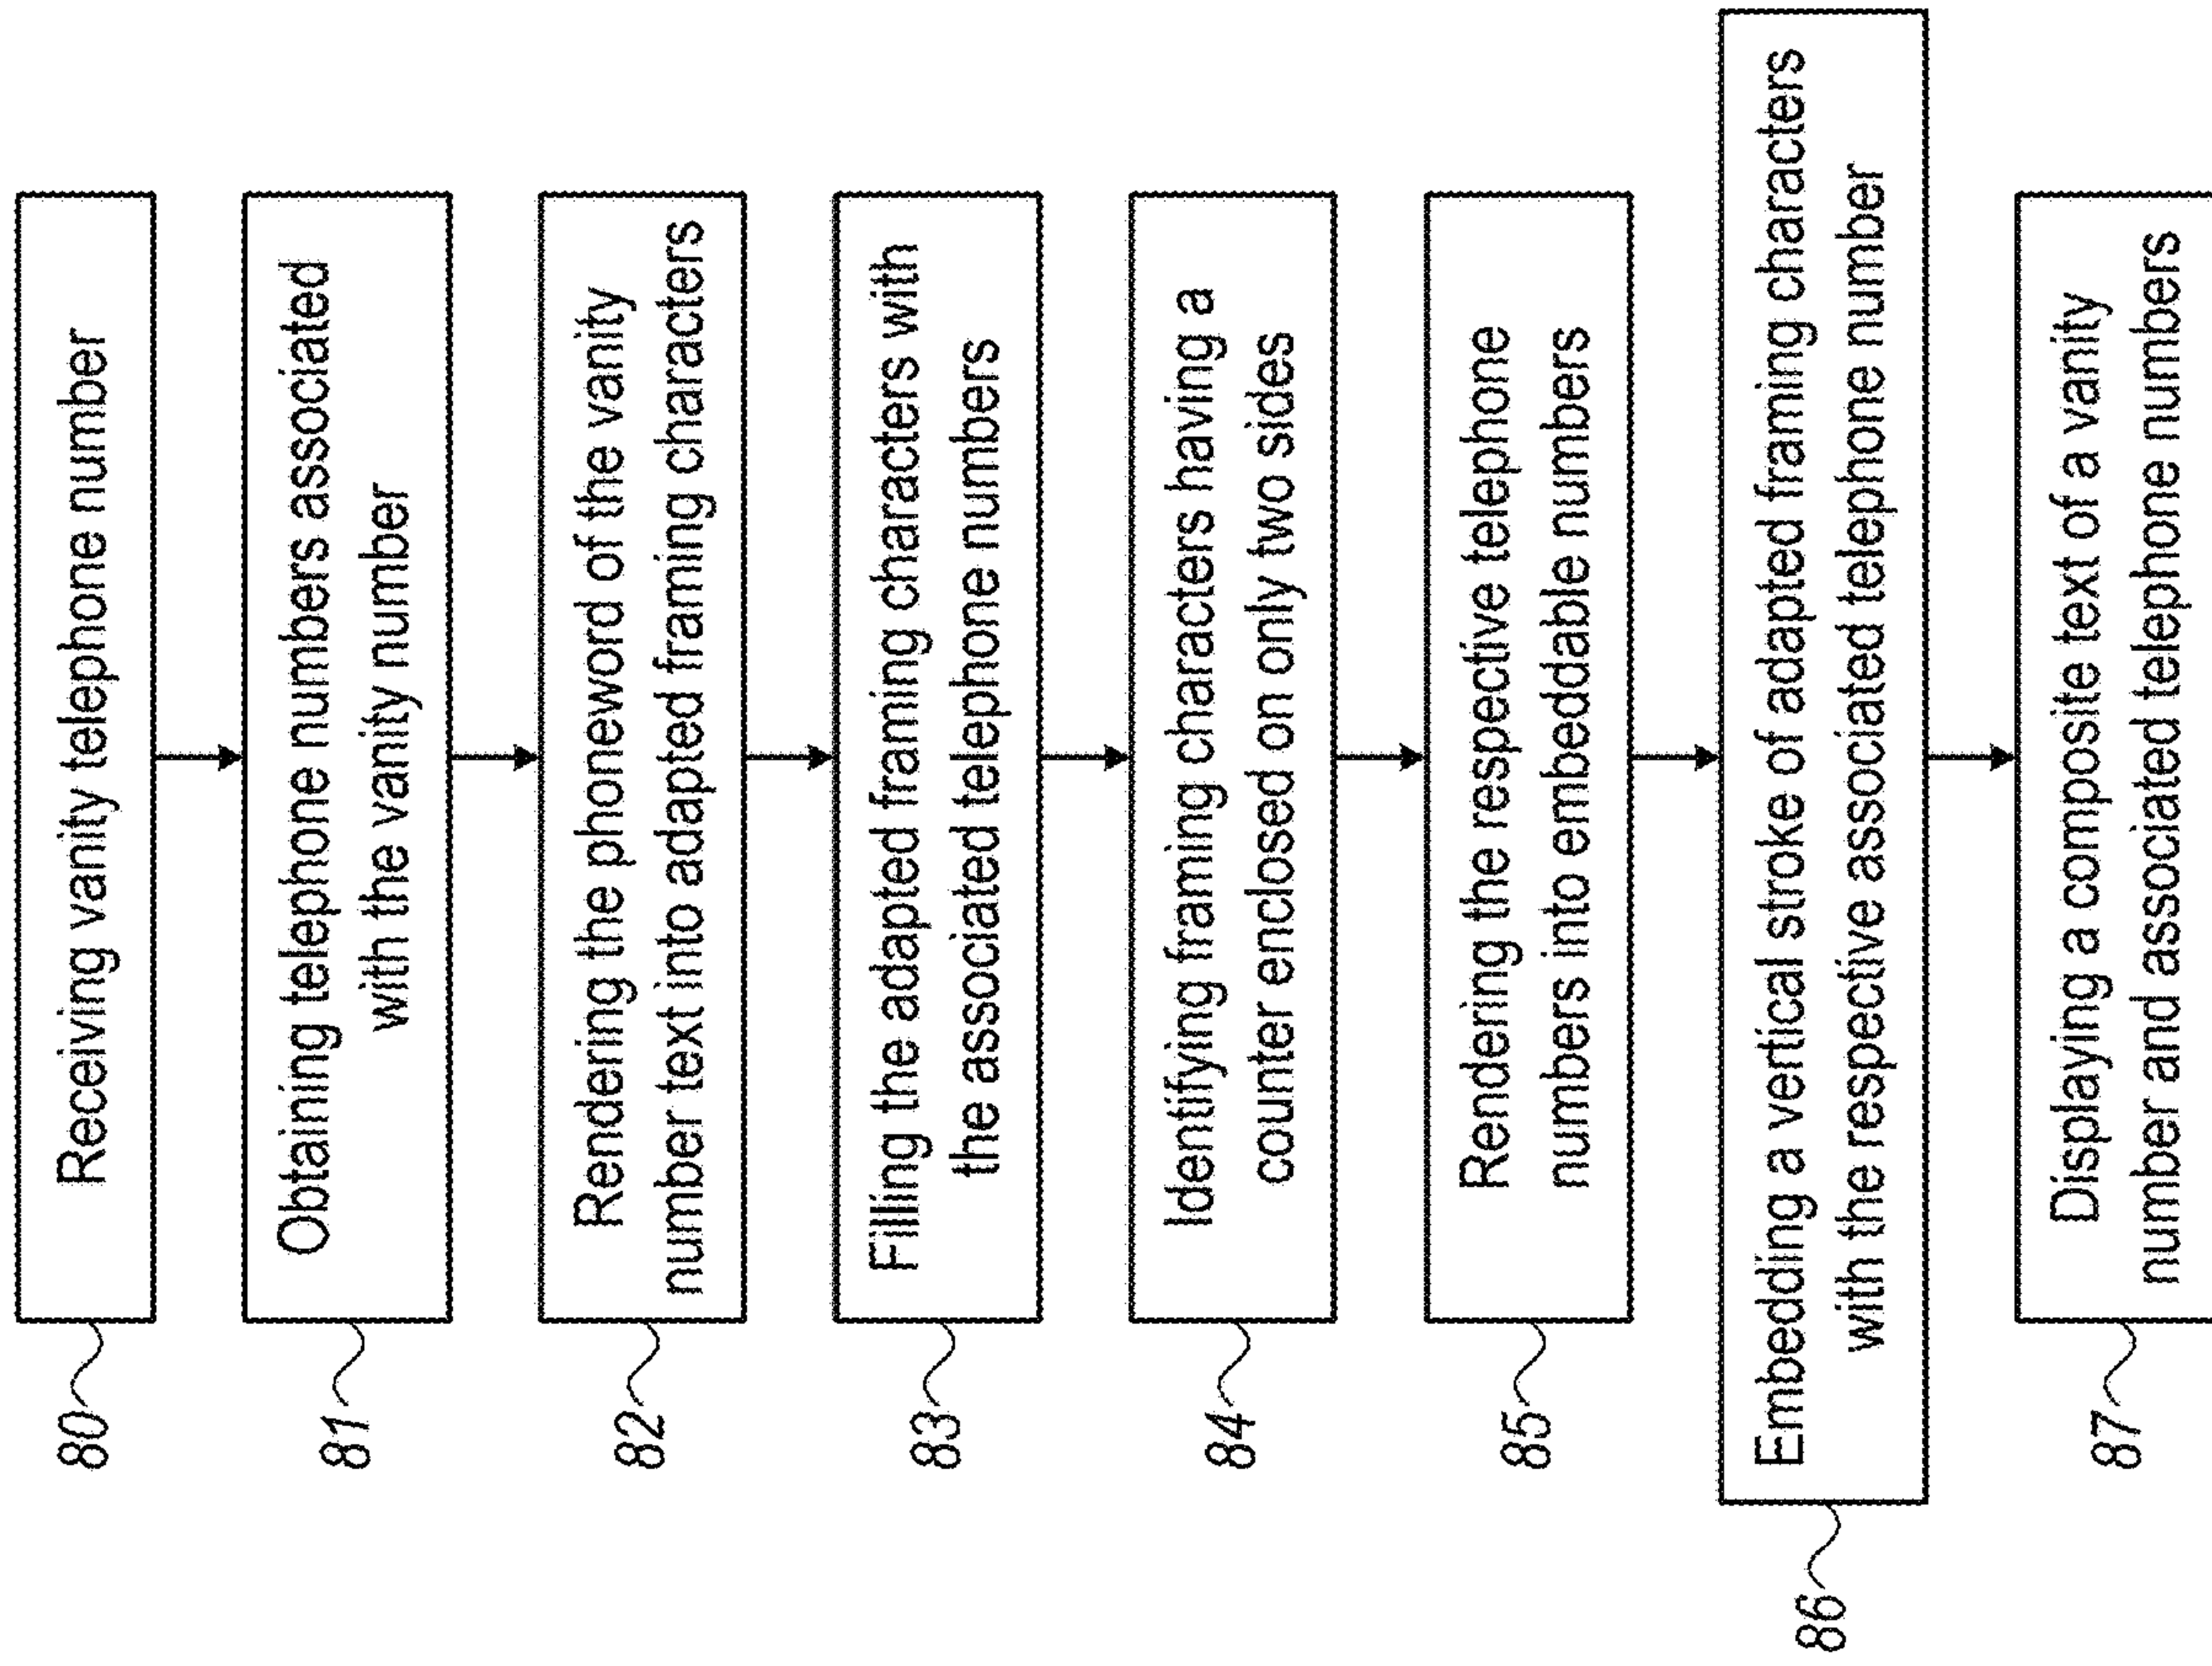 80
Receiving vanity telephone number
81
Obtaining telephone numbers associated
with the vanity number
82
Rendering the phoneword of the vanity
number text into adapted framing characters
83
Filling the adapted framing characters with
the associated telephone numbers
84
Identifying framing characters having a
counter enclosed on only two sides
85
Rendering the respective telephone
numbers into embeddable numbers
86
Embedding a vertical stroke of adapted framing characters
with the respective associated telephone number
87
Displaying a composite text of a vanity
number and associated telephone numbers